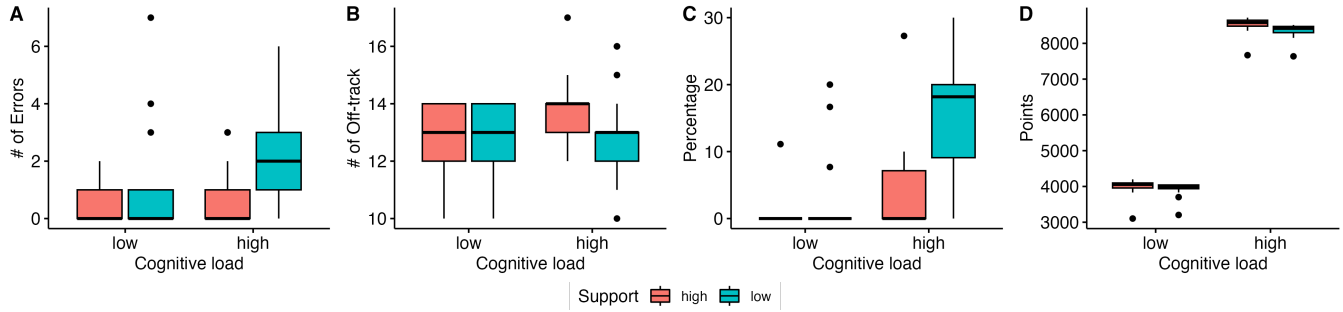 A
# of Errors
6
4
2
0
low
high
Cognitive load
B
# of Off-track
16
14
12
10
low
high
Cognitive load
C
Percentage
30
20
10
0
low
high
Cognitive load
D
Points
8000
7000
6000
5000
4000
3000
low
high
Cognitive load
Support high low